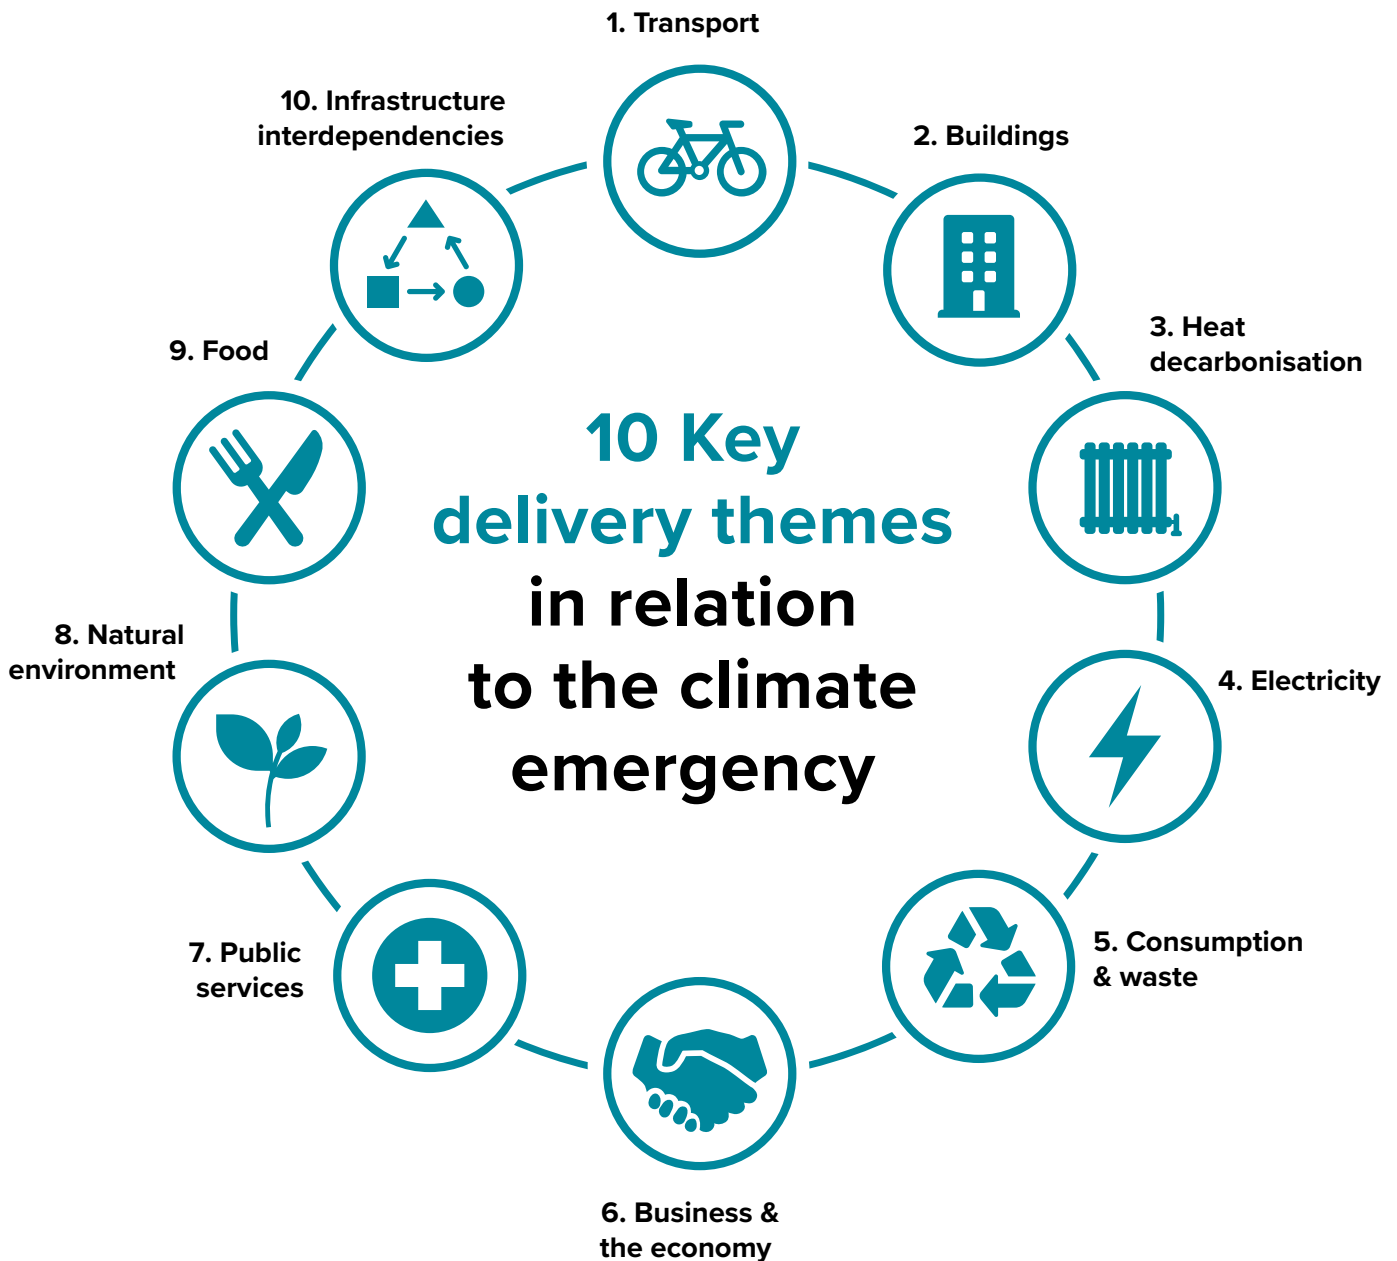 1. Transport
2. Buildings
3. Heat
decarbonisation
4. Electricity
5. Consumption
& waste
6. Business &
the economy
7. Public
services
8. Natural
environment
9. Food
10. Infrastructure
interdependencies
10 Key
delivery themes
in relation
to the climate
emergency